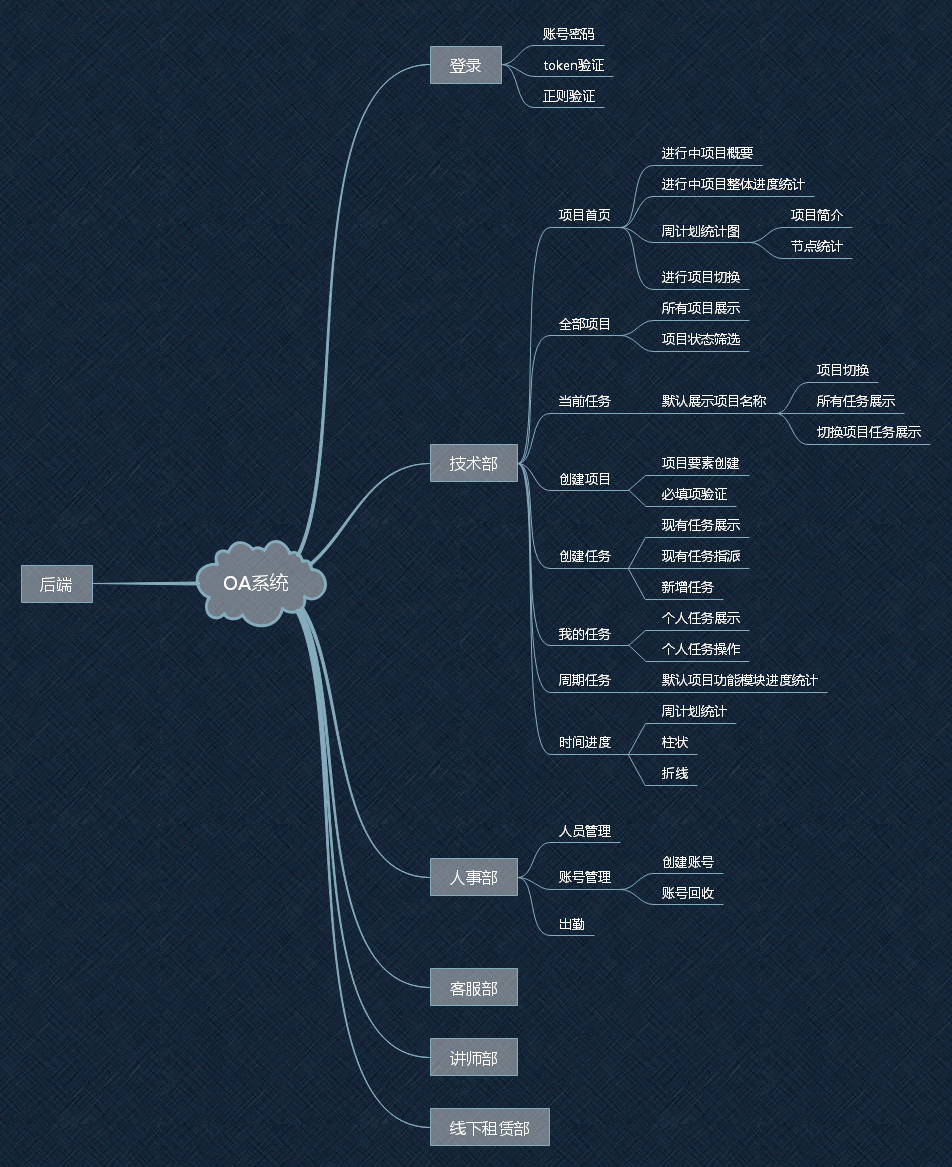 账号密码
登录
token验证
正则验证
进行中项目概要
进行中项目整体进度统计
项目首页
项目简介
周计划统计图
节点统计
进行项目切换
所有项目展示
全部项目
项目状态筛选
项目切换
当前任务
默认展示项目名称
所有任务展示
切换项目任务展示
技术部
项目要素创建
创建项目
必填项验证
现有任务展示
创建任务
现有任务指派
新增任务
OA系统
后端
个人任务展示
我的任务
个人任务操作
周期任务
默认项目功能模块进度统计
周计划统计
时间进度
柱状
折线
人员管理
创建账号
人事部
账号管理
账号回收
出勤
客服部
讲师部
线下租赁部